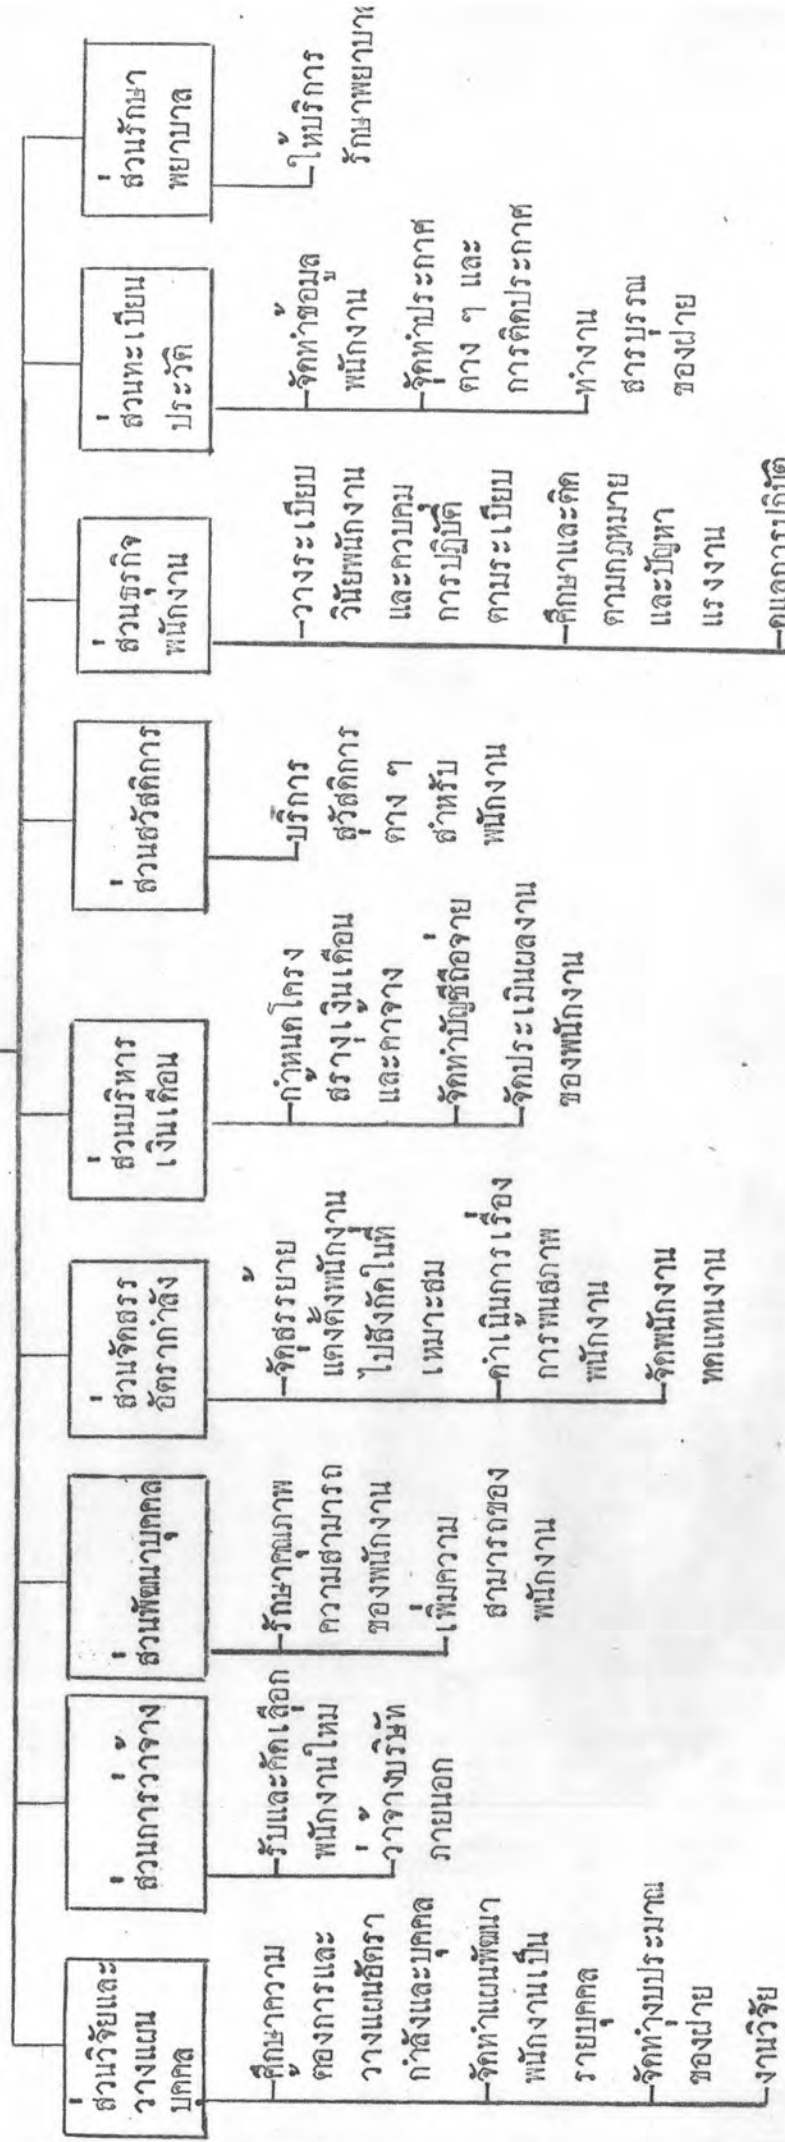 ส่วนวิจัยและ
วางแผน
บุคคล
ศึกษาความ
ต้องการและ
วางแผนอัตรา
กำลังและบุคคล
จัดทำแผนพัฒนา
พนักงานเป็น
รายบุคคล
จัดทำงบประมาณ
ของฝ่าย
งานวิจัย
ส่วนการว่าจ้าง
รับและคัดเลือก
พนักงานใหม่
ว่าจ้างบริษัท
ภายนอก
ส่วนพัฒนาบุคคล
รักษาคุณภาพ
ความสามารถ
ของพนักงาน
เพิ่มความ
สามารถของ
พนักงาน
ส่วนจัดสรร
อัตรากำลัง
จัดสรรย้าย
แต่งตั้งพนักงาน
ไปสังกัดในที่
เหมาะสม
ดำเนินการเรื่อง
การพ้นสภาพ
พนักงาน
จัดพนักงาน
ทดแทนงาน
ส่วนบริหาร
เงินเดือน
กำหนดโครง
สร้างเงินเดือน
และค่าจ้าง
จัดทำบัญชีถือจ่าย
จัดประเมินผลงาน
ของพนักงาน
ส่วนสวัสดิการ
บริการ
สวัสดิการ
ต่าง ๆ
สำหรับ
พนักงาน
ส่วนธุรกิจ
พนักงาน
วางระเบียบ
วินัยพนักงาน
และควบคุม
การปฏิบัติ
ตามระเบียบ
ศึกษาและติด
ตามกฎหมาย
และปัญหา
แรงงาน
ดูแลการปฏิบัติ
ส่วนทะเบียน
ประวัติ
จัดทำข้อมูล
พนักงาน
จัดทำประกาศ
ต่าง ๆ และ
การติดประกาศ
ทำงาน
สารบรรณ
ของฝ่าย
ส่วนรักษา
พยาบาล
ให้บริการ
รักษาพยาบาล